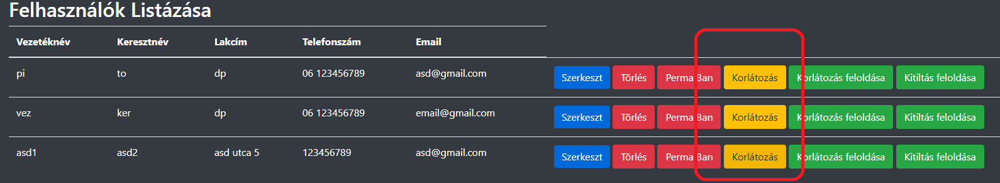 Felhasználók Listázása
Vezetéknév Keresztnév Lakcím Telefonszám Email
pi to dp 06 123456789 asd@gmail.com Szerkeszt Törlés Perma Ban Korlátozás Korlátozás feloldása Kitiltás feloldása
vez ker dp 06 123456789 email@gmail.com Szerkeszt Törlés Perma Ban Korlátozás Korlátozás feloldása Kitiltás feloldása
asd1 asd2 asd utca 5 123456789 asd@gmail.com Szerkeszt Törlés Perma Ban Korlátozás Korlátozás feloldása Kitiltás feloldása